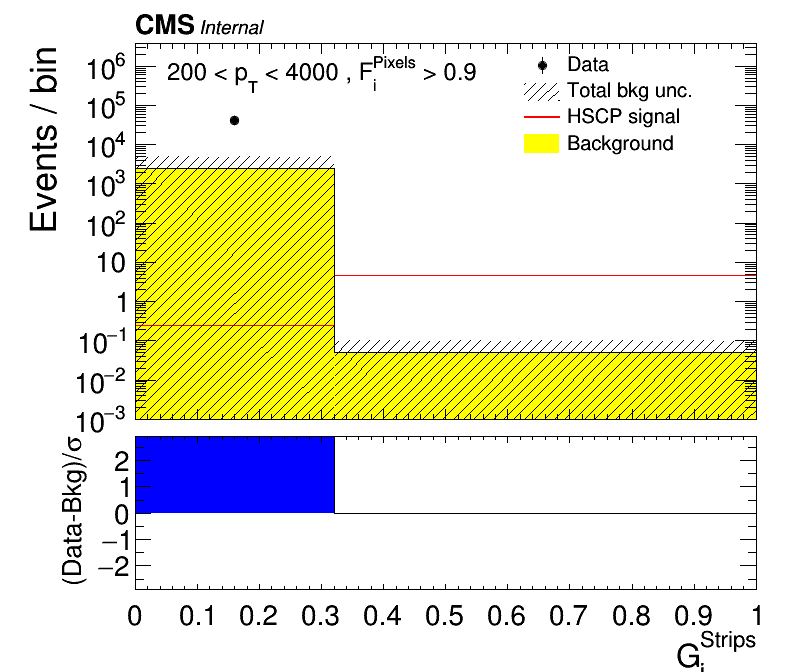 CMS Internal
200 < p_T < 4000 , F_i^Pixels > 0.9
Data
Total bkg unc.
HSCP signal
Background
Events / bin
10^6
10^5
10^4
10^3
10^2
10
1
10^−1
10^−2
10^−3
(Data-Bkg)/σ
2
1
0
−1
−2
0 0.1 0.2 0.3 0.4 0.5 0.6 0.7 0.8 0.9 1
G_i^Strips